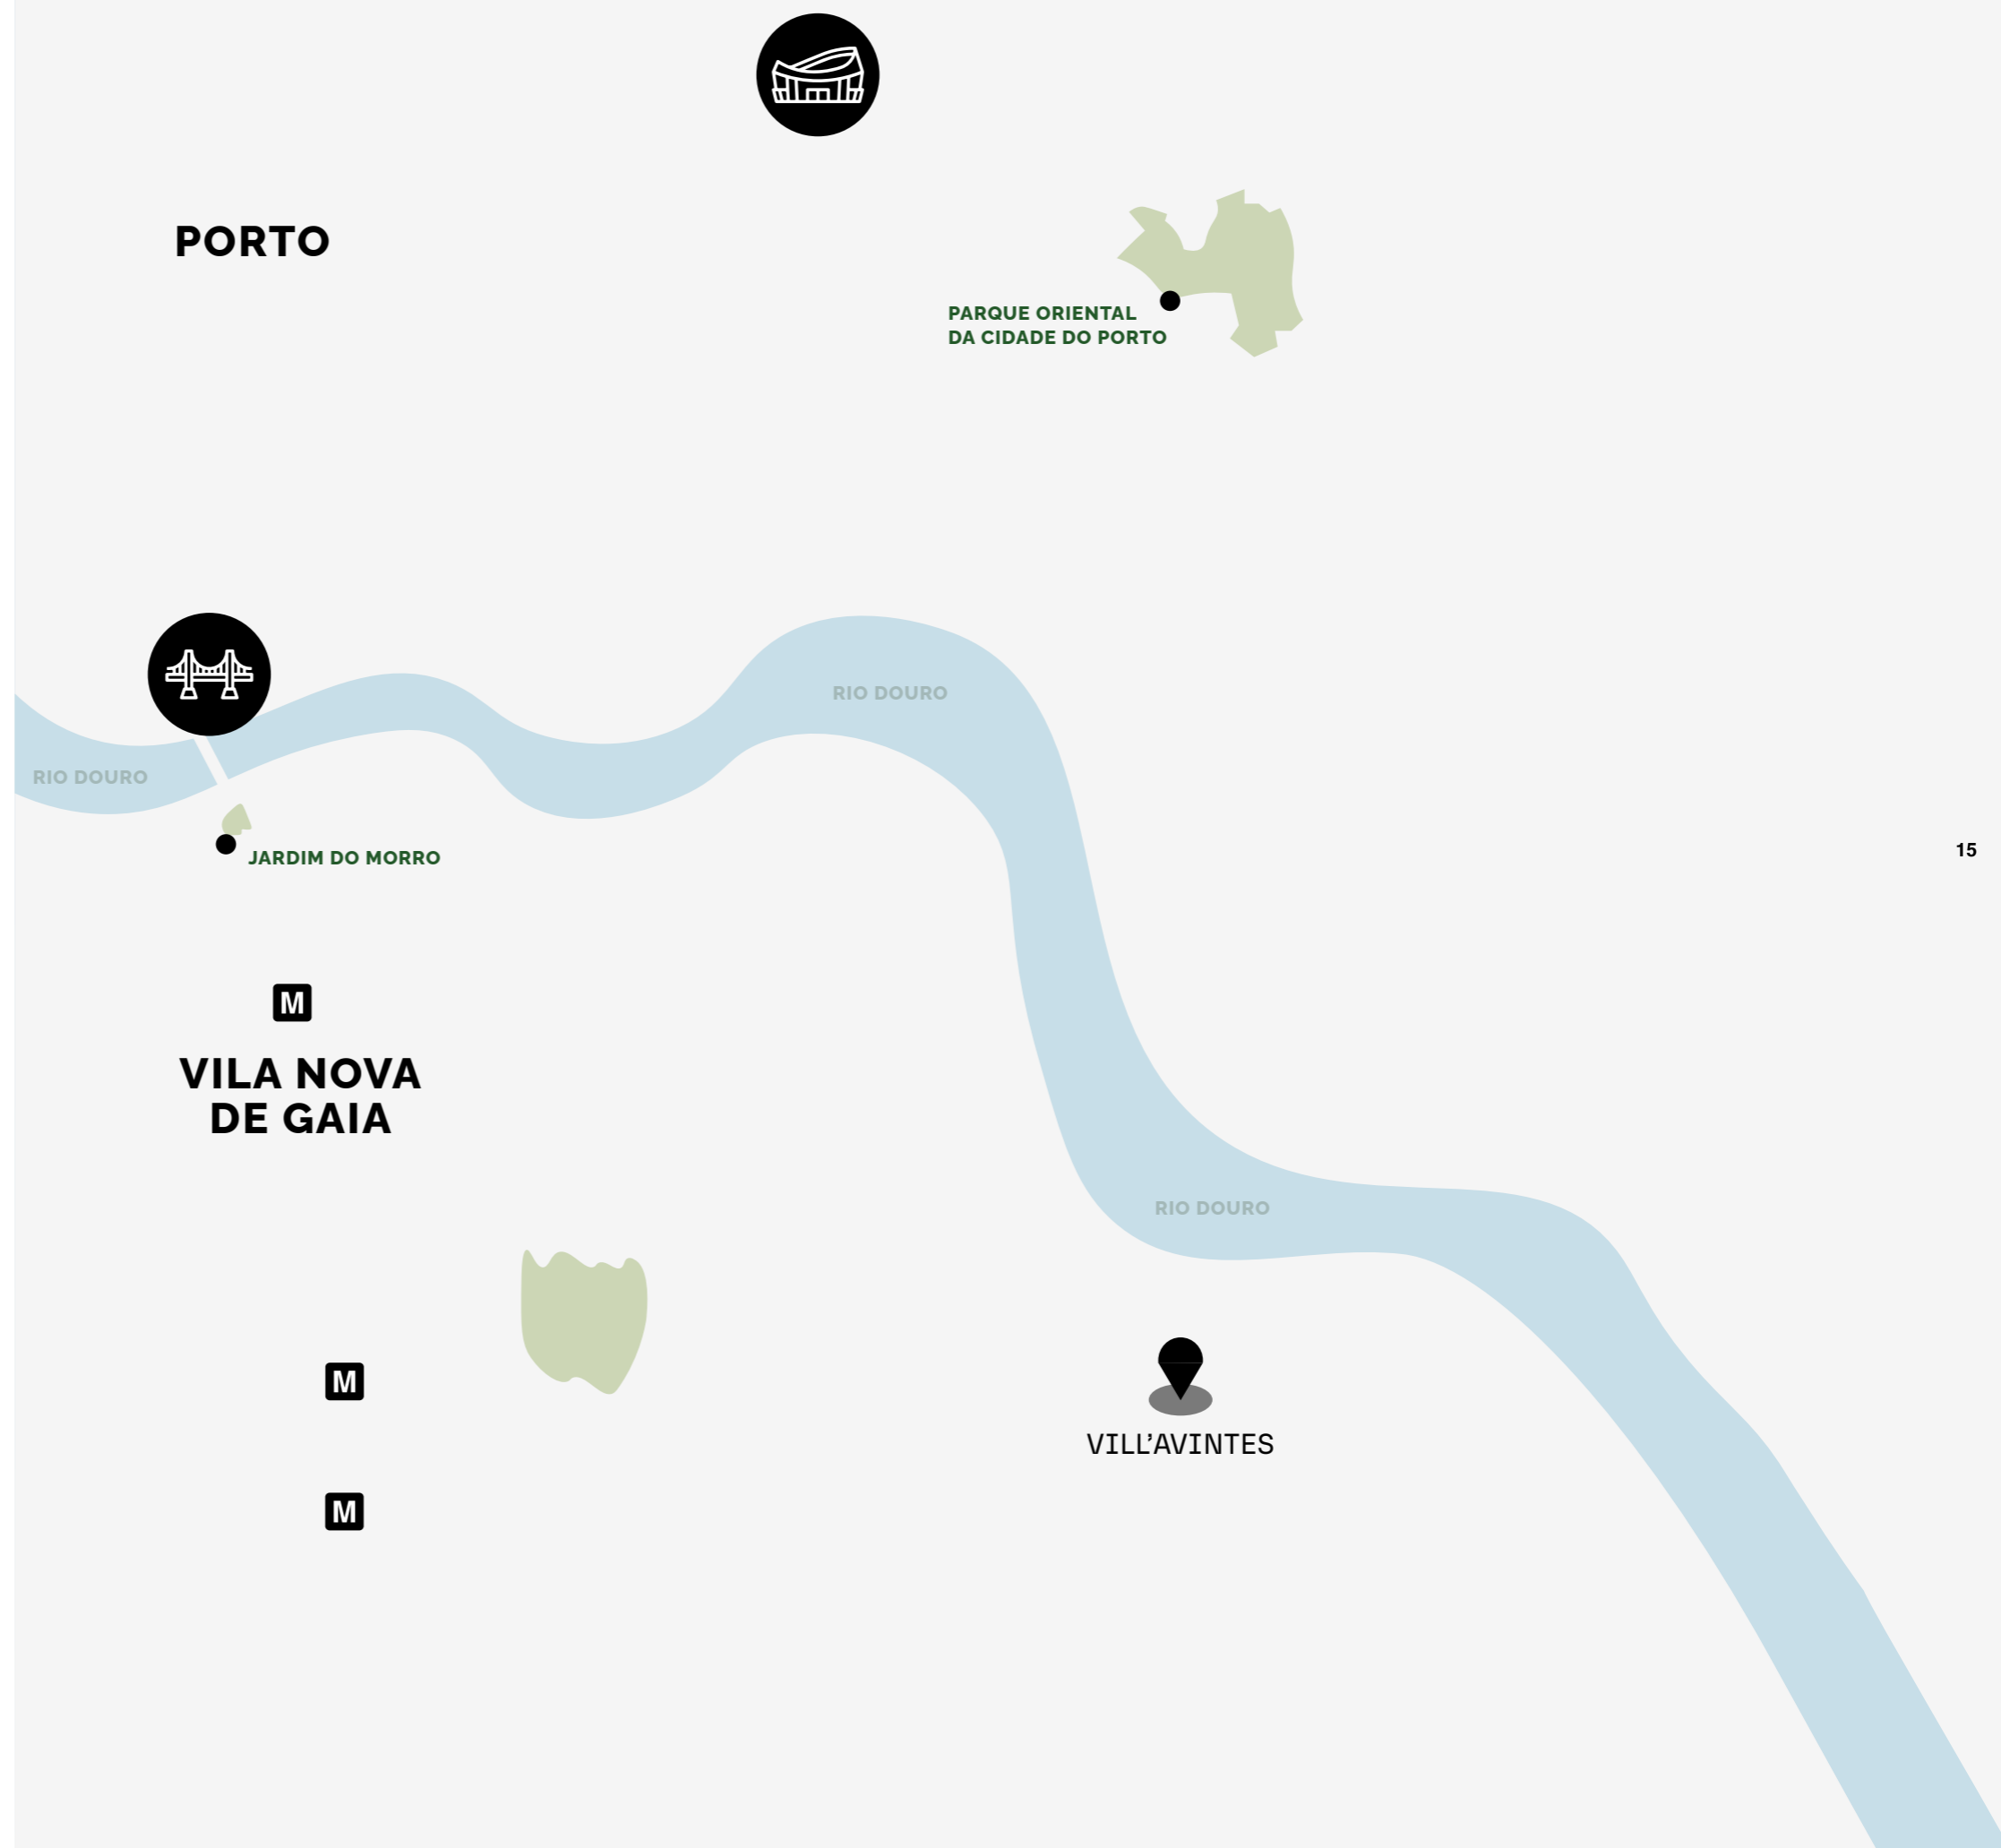 PORTO
PARQUE ORIENTAL
DA CIDADE DO PORTO
RIO DOURO
RIO DOURO
JARDIM DO MORRO
15
M
VILA NOVA
DE GAIA
RIO DOURO
M
VILL'AVINTES
M